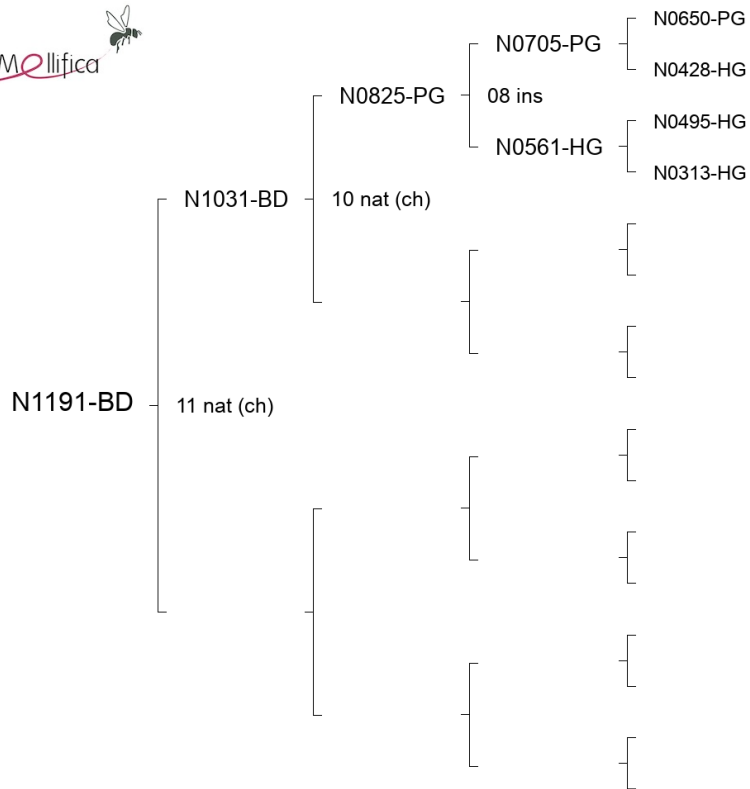 Mellifica
N0650-PG
N0705-PG
N0428-HG
N0825-PG
08 ins
N0495-HG
N0561-HG
N0313-HG
N1031-BD
10 nat (ch)
N1191-BD
11 nat (ch)